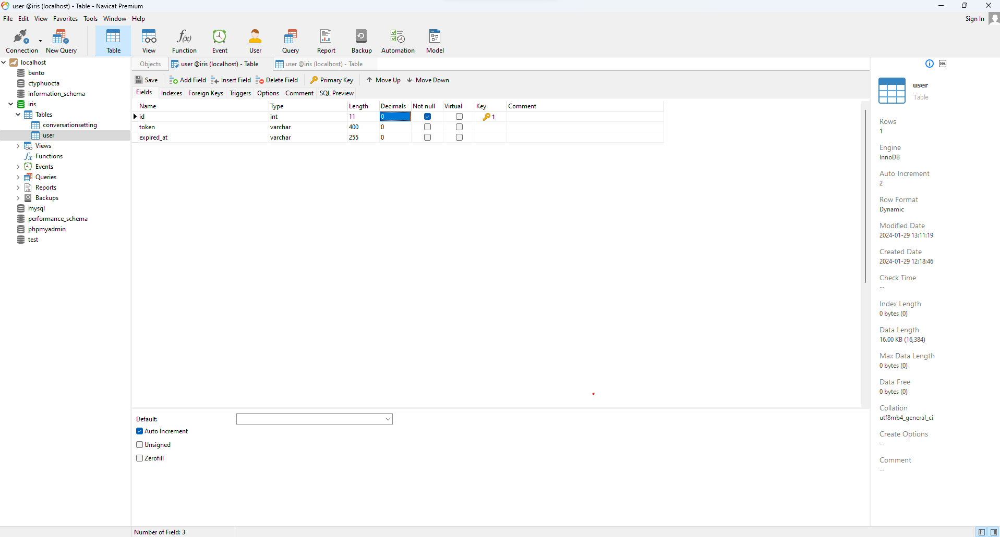 user @iris (localhost) - Table - Navicat Premium
File Edit View Favorites Tools Window Help
Sign In
Connection New Query Table View Function Event User Query Report Backup Automation Model
localhost
bento
ctyphuocta
information_schema
iris
Tables
conversationsetting
user
Views
Functions
Events
Queries
Reports
Backups
mysql
performance_schema
phpmyadmin
test
Objects user @iris (localhost) - Table user @iris (localhost) - Table
Save Add Field Insert Field Delete Field Primary Key Move Up Move Down
Fields Indexes Foreign Keys Triggers Options Comment SQL Preview
Name Type Length Decimals Not null Virtual Key Comment
id int 11 0 1
token varchar 400 0
expired_at varchar 255 0
Default:
Auto Increment
Unsigned
Zerofill
Number of Field: 3
DDL
user
Table
Rows
1
Engine
InnoDB
Auto Increment
2
Row Format
Dynamic
Modified Date
2024-01-29 13:11:19
Created Date
2024-01-29 12:18:46
Check Time
--
Index Length
0 bytes (0)
Data Length
16.00 KB (16,384)
Max Data Length
0 bytes (0)
Data Free
0 bytes (0)
Collation
utf8mb4_general_ci
Create Options
--
Comment
--